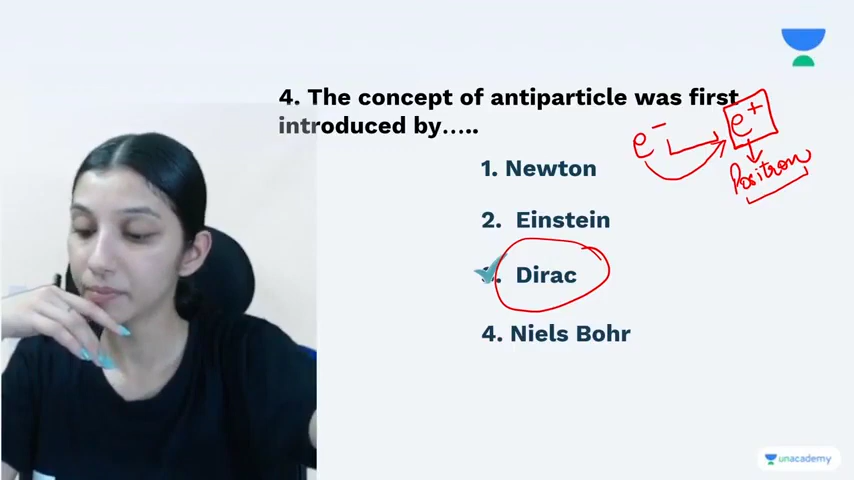 4. The concept of antiparticle was first
introduced by.....
e⁻ e⁺
Positron
1. Newton
2. Einstein
3. Dirac
4. Niels Bohr
unacademy